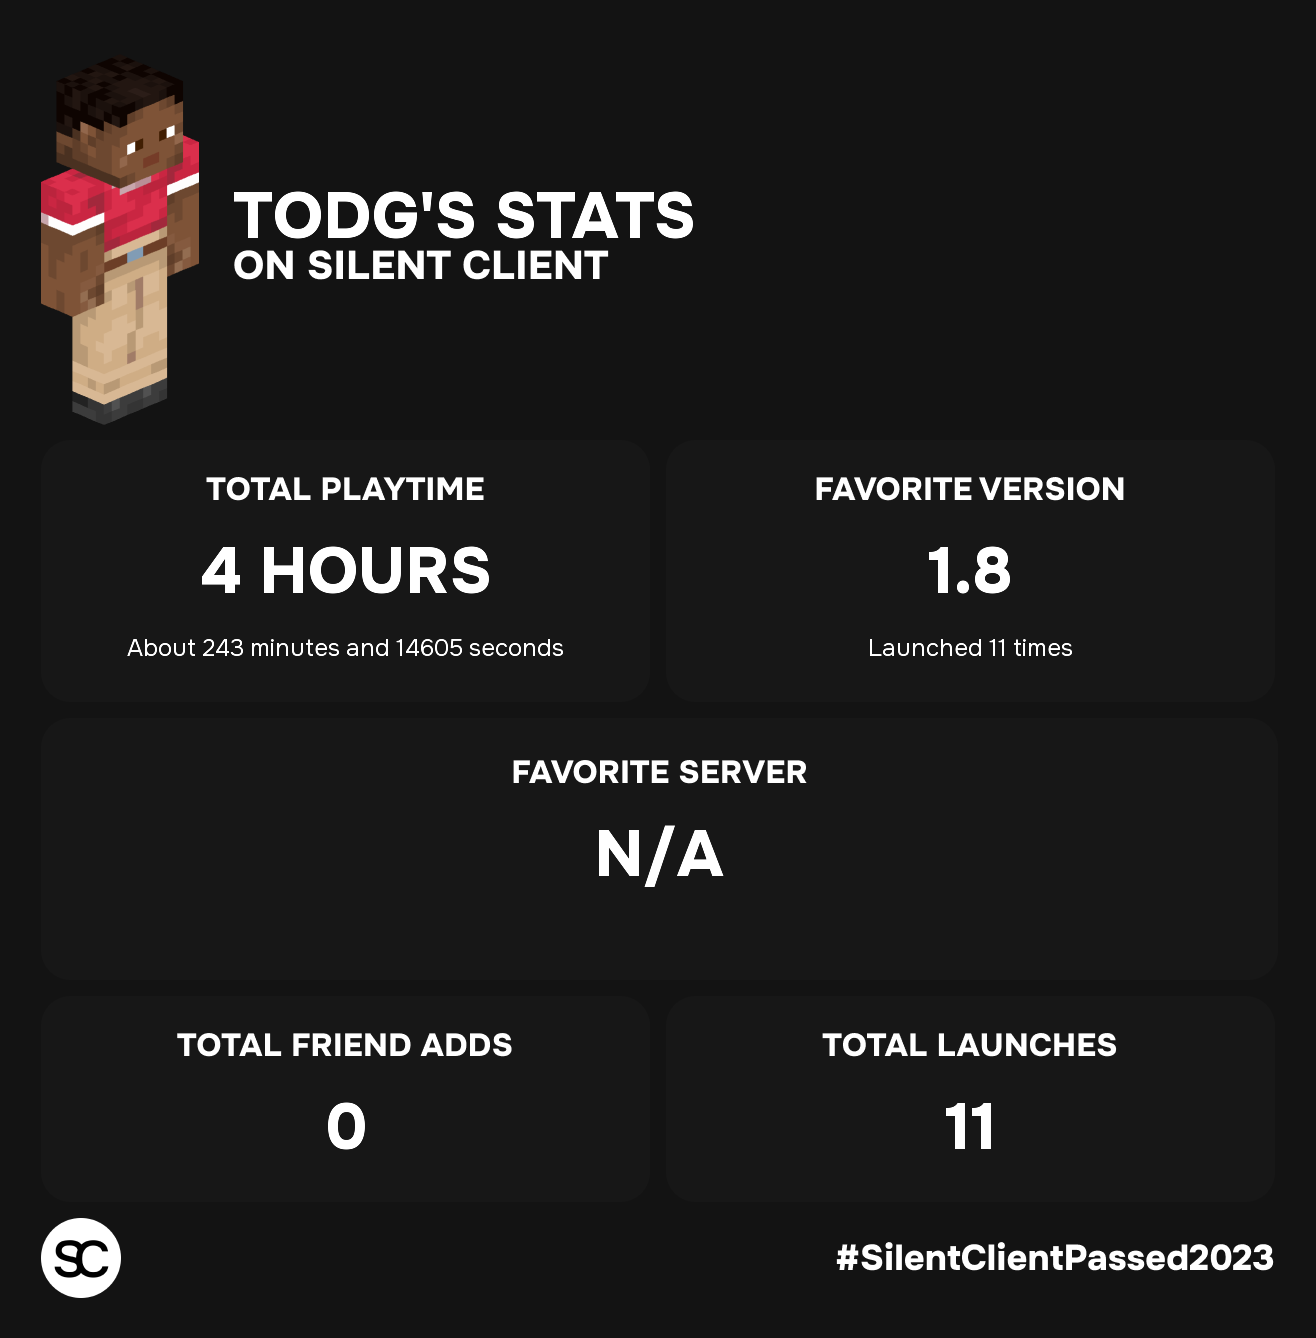 TODG'S STATS
ON SILENT CLIENT
TOTAL PLAYTIME
4 HOURS
About 243 minutes and 14605 seconds
FAVORITE VERSION
1.8
Launched 11 times
FAVORITE SERVER
N/A
TOTAL FRIEND ADDS
0
TOTAL LAUNCHES
11
SC
#SilentClientPassed2023